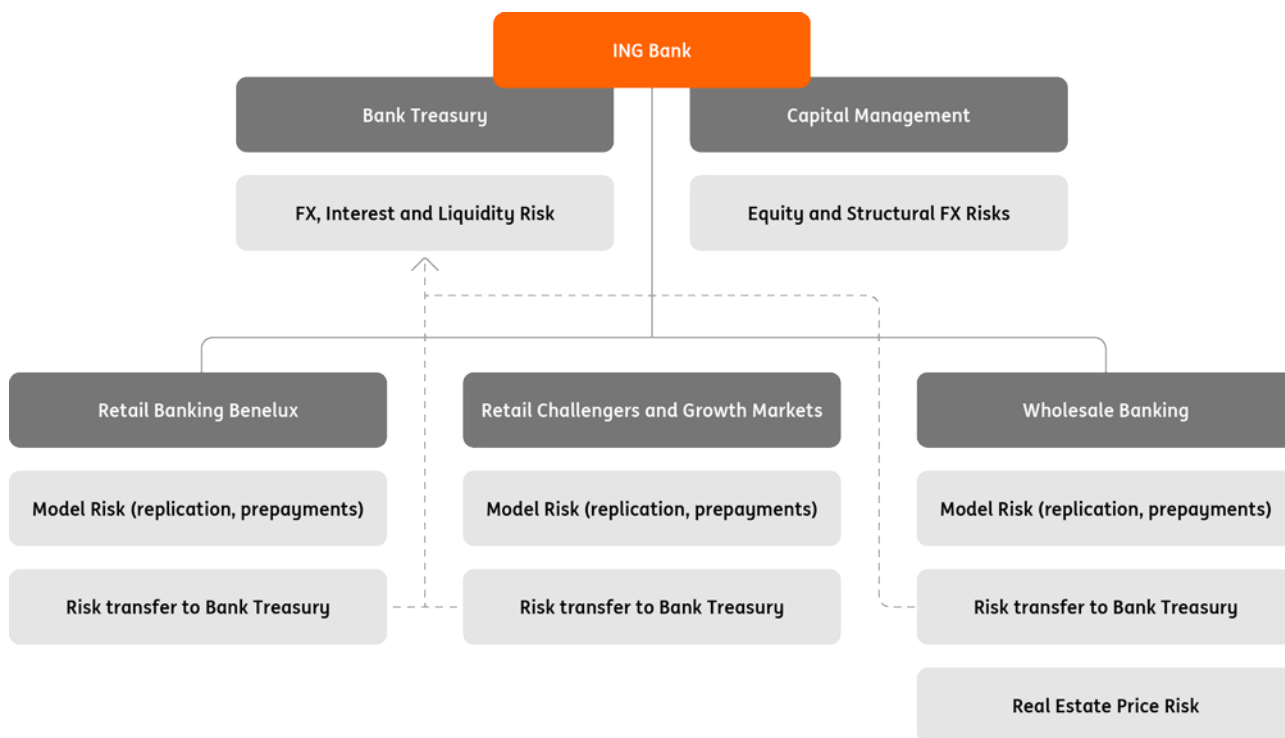 ING Bank
Bank Treasury
Capital Management
FX, Interest and Liquidity Risk
Equity and Structural FX Risks
Retail Banking Benelux
Retail Challengers and Growth Markets
Wholesale Banking
Model Risk (replication, prepayments)
Model Risk (replication, prepayments)
Model Risk (replication, prepayments)
Risk transfer to Bank Treasury
Risk transfer to Bank Treasury
Risk transfer to Bank Treasury
Real Estate Price Risk